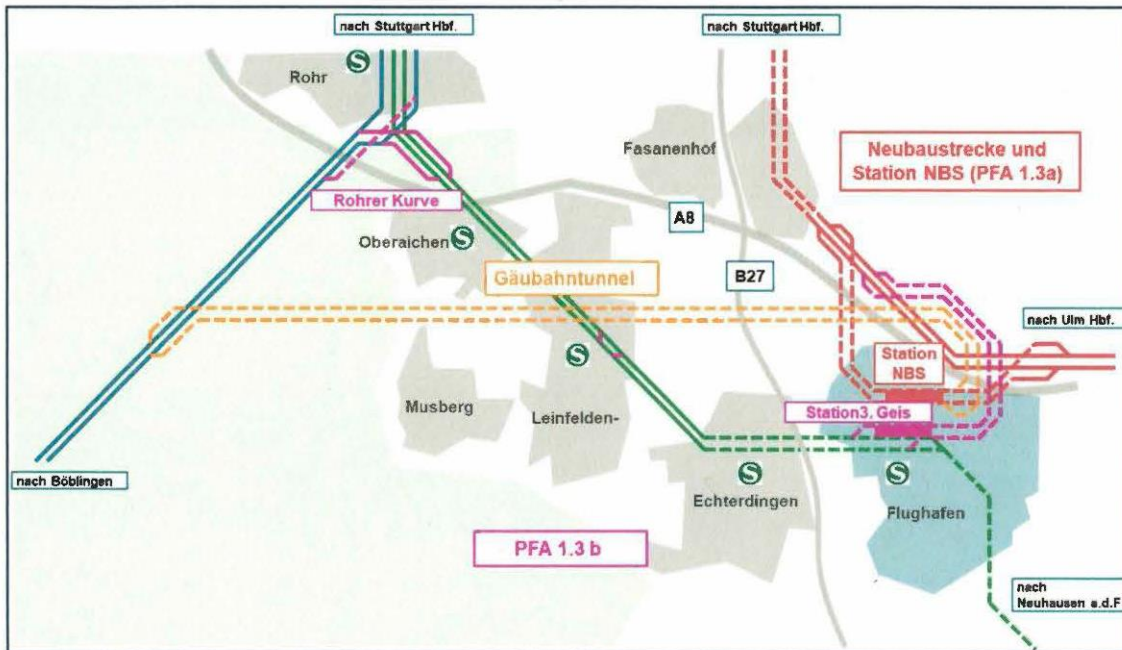 nach Stuttgart Hbf.
nach Stuttgart Hbf.
S
Rohr
Fasanenhof
Neubaustrecke und
Station NBS (PFA 1.3a)
Rohrer Kurve
A8
Oberaichen
S
Gäubahntunnel
B27
nach Ulm Hbf.
Station
NBS
S
Musberg
Leinfelden-
Station3. Geis
nach Böblingen
S
Echterdingen
S
Flughafen
PFA 1.3 b
nach
Neuhausen a.d.F